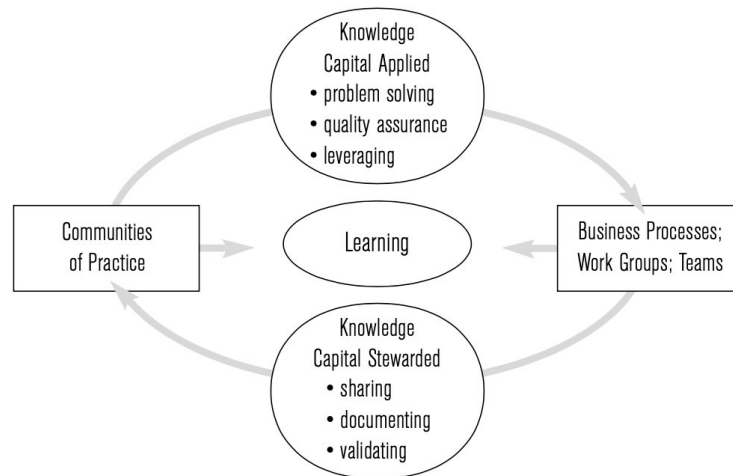 Knowledge
Capital Applied
• problem solving
• quality assurance
• leveraging
Communities
of Practice
Learning
Business Processes;
Work Groups; Teams
Knowledge
Capital Stewarded
• sharing
• documenting
• validating